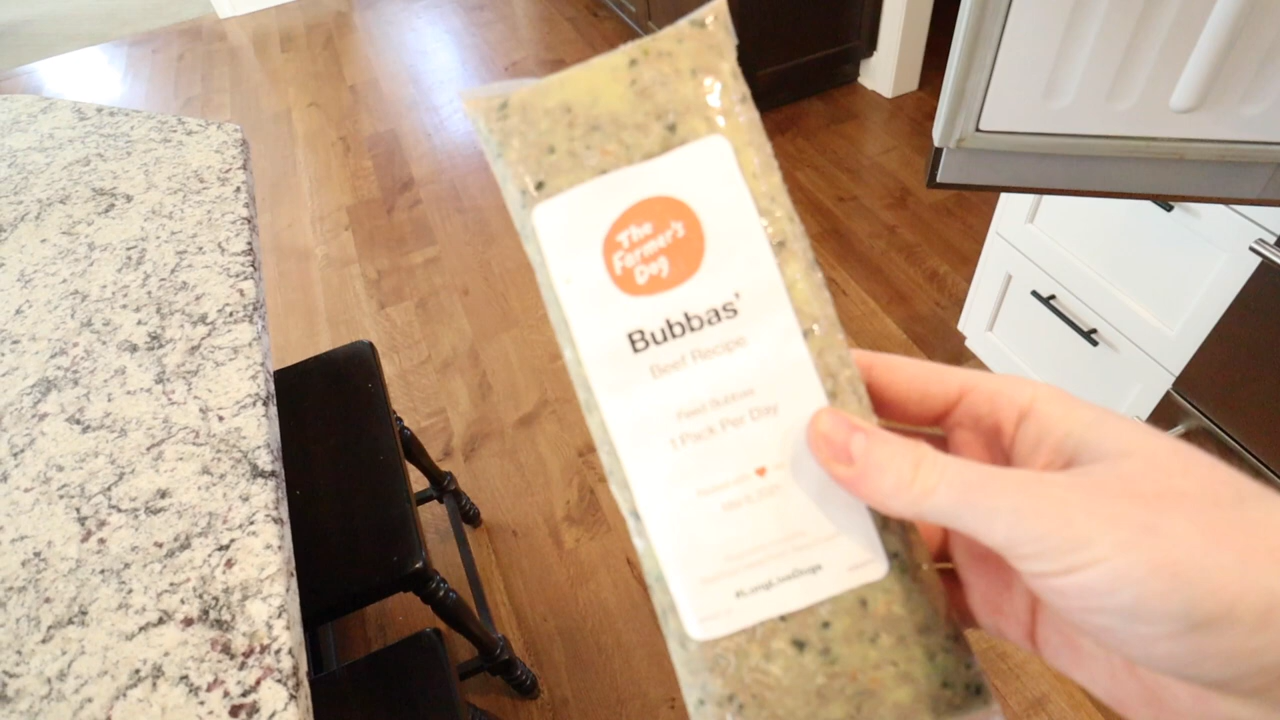 The
Farmer's
Dog
Bubbas'
Beef Recipe
Feed Bubbas'
1 Pack Per Day
#LongLiveDogs